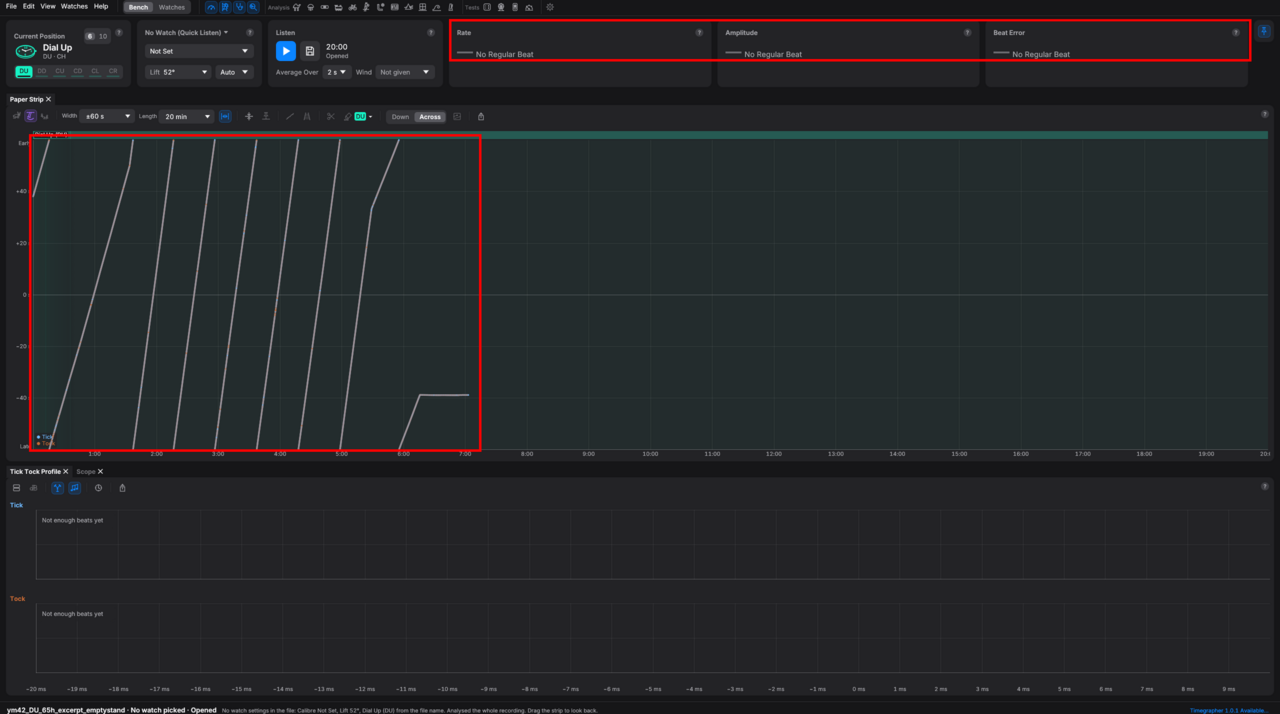 File Edit View Watches Help Bench Watches Analysis Tests
Current Position 6 10 ?
Dial Up
DU · CH
DU DD CU CD CL CR
No Watch (Quick Listen) ?
Not Set
Lift 52° Auto
Listen ?
20:00
Opened
Average Over 2 s Wind Not given
Rate ?
No Regular Beat
Amplitude ?
No Regular Beat
Beat Error ?
No Regular Beat
Paper Strip
Width ±60 s Length 20 min DU Down Across ?
+40
+20
0
−20
−40
Tick
1:00 2:00 3:00 4:00 5:00 6:00 7:00 8:00 9:00 10:00 11:00 12:00 13:00 14:00 15:00 16:00 17:00 18:00 19:00
Tick Tock Profile Scope
?
Tick
Not enough beats yet
Tock
Not enough beats yet
−20 ms −19 ms −18 ms −17 ms −16 ms −15 ms −14 ms −13 ms −12 ms −11 ms −10 ms −9 ms −8 ms −7 ms −6 ms −5 ms −4 ms −3 ms −2 ms −1 ms 0 ms 1 ms 2 ms 3 ms 4 ms 5 ms 6 ms 7 ms 8 ms 9 ms
ym42_DU_65h_excerpt_emptystand · No watch picked · Opened No watch settings in the file: Calibre Not Set, Lift 52°, Dial Up (DU) from the file name. Analysed the whole recording. Drag the strip to look back. Timegrapher 1.0.1 Available...